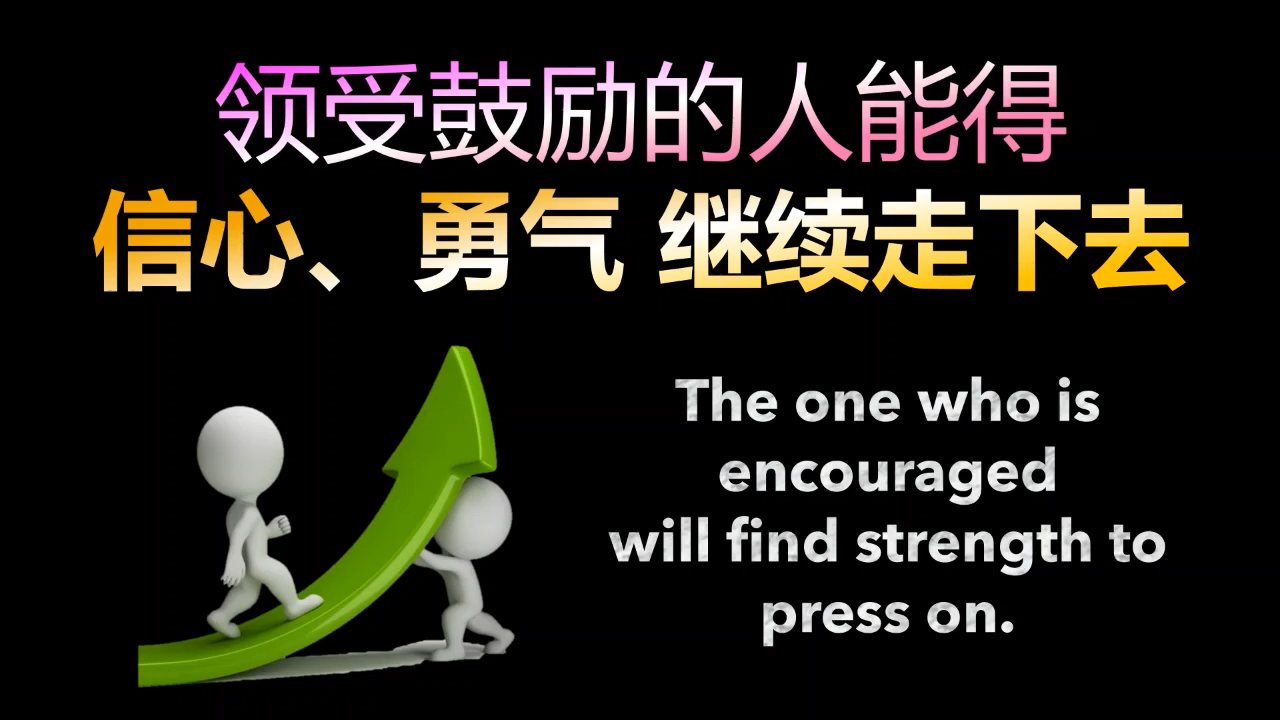 领受鼓励的人能得
信心、勇气 继续走下去
The one who is
encouraged
will find strength to
press on.